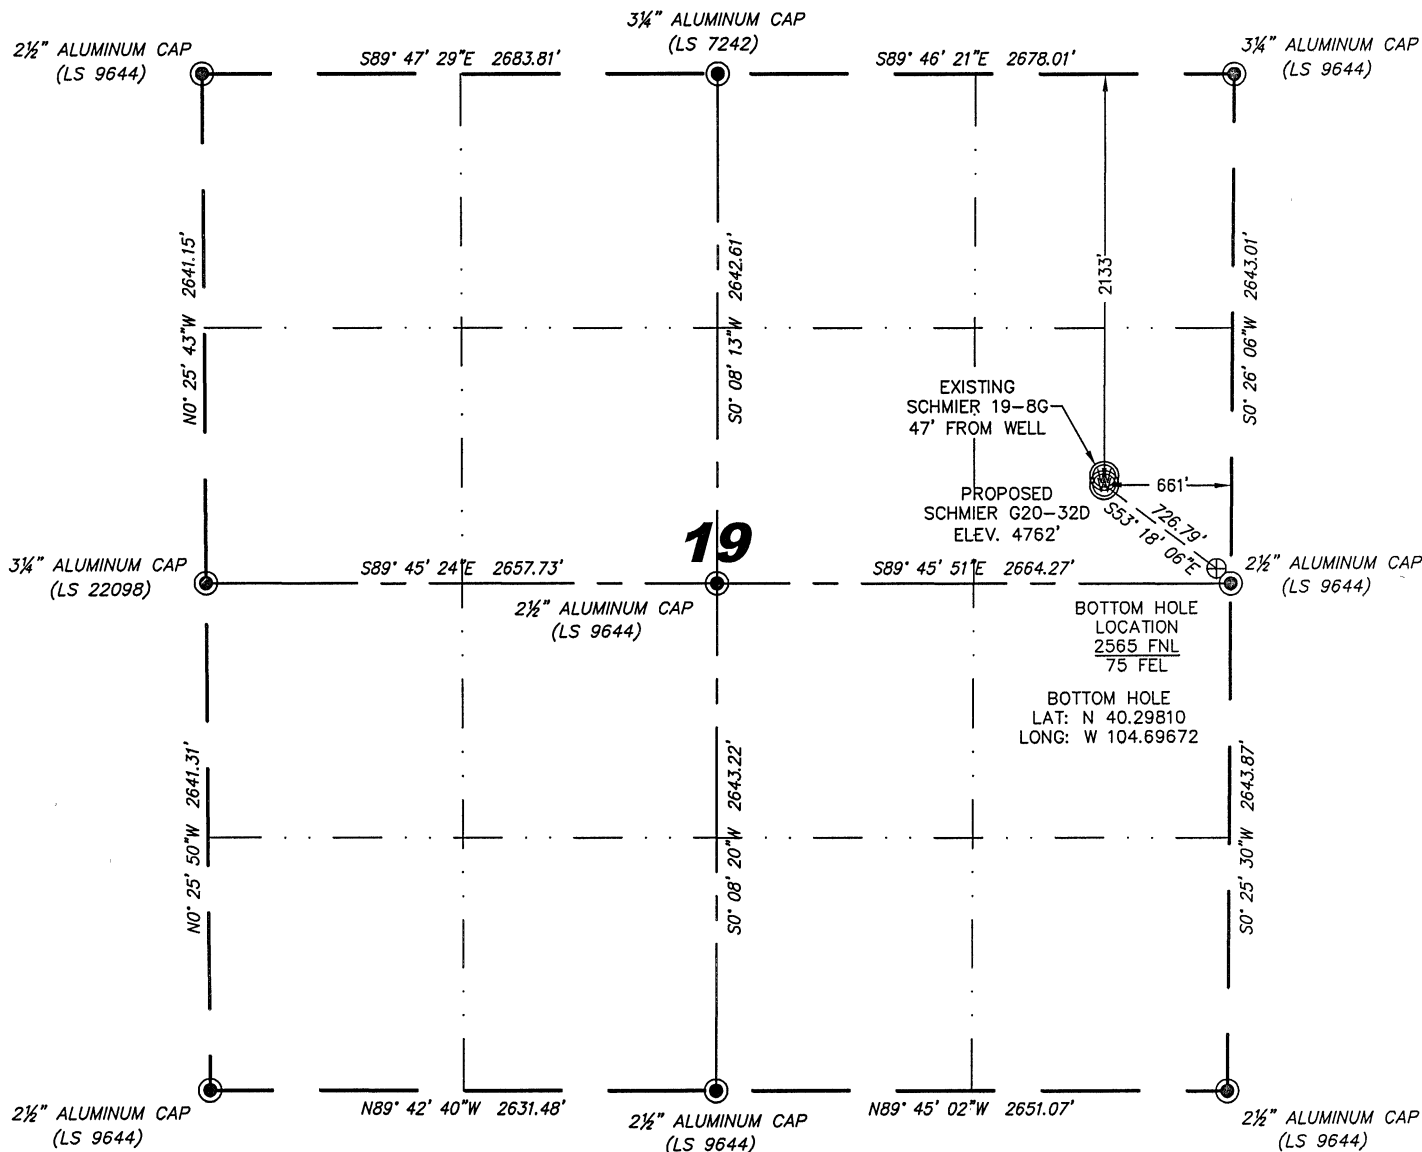 3¼" ALUMINUM CAP
(LS 7242)
2½" ALUMINUM CAP
(LS 9644)
3¼" ALUMINUM CAP
(LS 9644)
S89° 47' 29"E 2683.81'
S89° 46' 21"E 2678.01'
N0° 25' 43"W 2641.15'
S0° 08' 13"W 2642.61'
2133'
S0° 26' 06"W 2643.01'
EXISTING
SCHMIER 19-8G
47' FROM WELL
661'
PROPOSED
SCHMIER G20-32D
ELEV. 4762'
726.79'
S53° 18' 06"E
19
3¼" ALUMINUM CAP
(LS 22098)
S89° 45' 24"E 2657.73'
S89° 45' 51"E 2664.27'
2½" ALUMINUM CAP
(LS 9644)
2½" ALUMINUM CAP
(LS 9644)
BOTTOM HOLE
LOCATION
2565 FNL
75 FEL
BOTTOM HOLE
LAT: N 40.29810
LONG: W 104.69672
N0° 25' 50"W 2641.31'
S0° 08' 20"W 2643.22'
S0° 25' 30"W 2643.87'
N89° 42' 40"W 2631.48'
N89° 45' 02"W 2651.07'
2½" ALUMINUM CAP
(LS 9644)
2½" ALUMINUM CAP
(LS 9644)
2½" ALUMINUM CAP
(LS 9644)